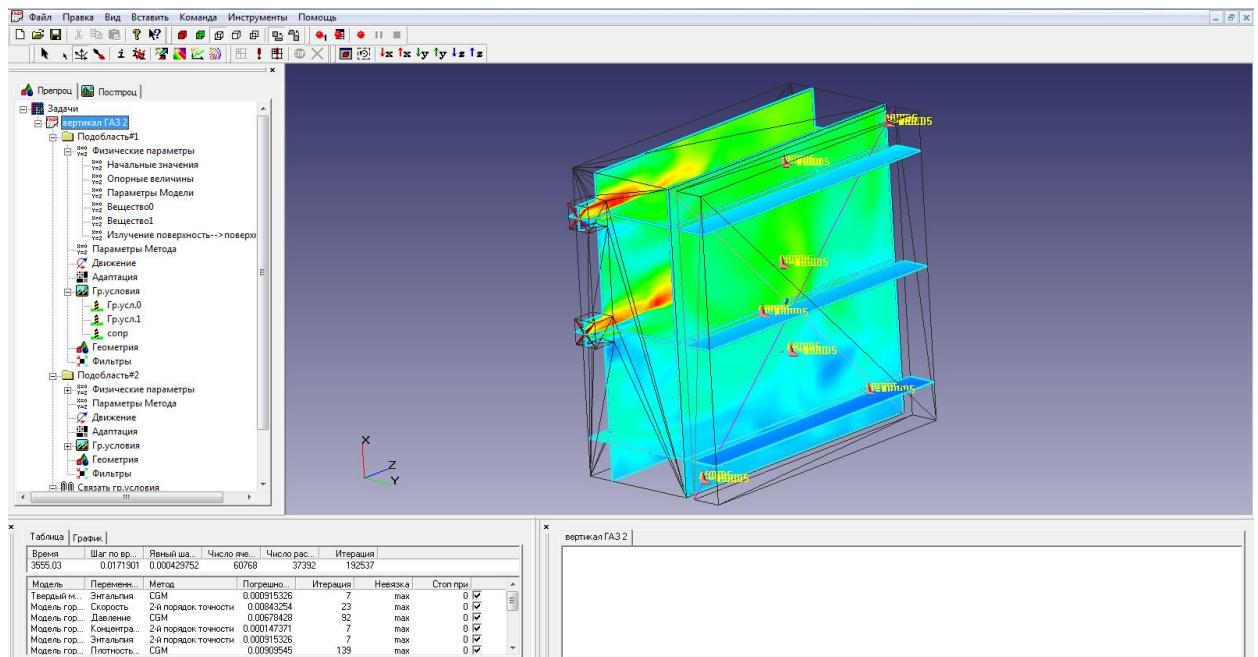 Файл Правка Вид Вставить Команда Инструменты Помощь
Препроц Постпроц
Задачи
вертикал ГАЗ 2
Подобласть#1
Физические параметры
Начальные значения
Опорные величины
Параметры Модели
Вещество0
Вещество1
Излучение поверхность-->поверх
Параметры Метода
Движение
Адаптация
Гр.условия
Гр.усл.0
Гр.усл.1
сопр
Геометрия
Фильтры
Подобласть#2
Физические параметры
Параметры Метода
Движение
Адаптация
Гр.условия
Геометрия
Фильтры
Связать гр.условия
X
Z
Y
Таблица График
Время Шаг по вр... Явный ша... Число яче... Число рас... Итерация
3555.03 0.0171901 0.000429752 60768 37392 192537
Модель Переменн... Метод Погрешно... Итерация Невязка Стоп при
Твердый м... Энтальпия CGM 0.000915326 7 max 0
Модель гор... Скорость 2-й порядок точности 0.00843254 23 max 0
Модель гор... Давление CGM 0.00678428 92 max 0
Модель гор... Концентра... 2-й порядок точности 0.000147371 7 max 0
Модель гор... Энтальпия 2-й порядок точности 0.000915326 7 max 0
Модель гор... Плотность... CGM 0.00909545 139 max 0
вертикал ГАЗ 2